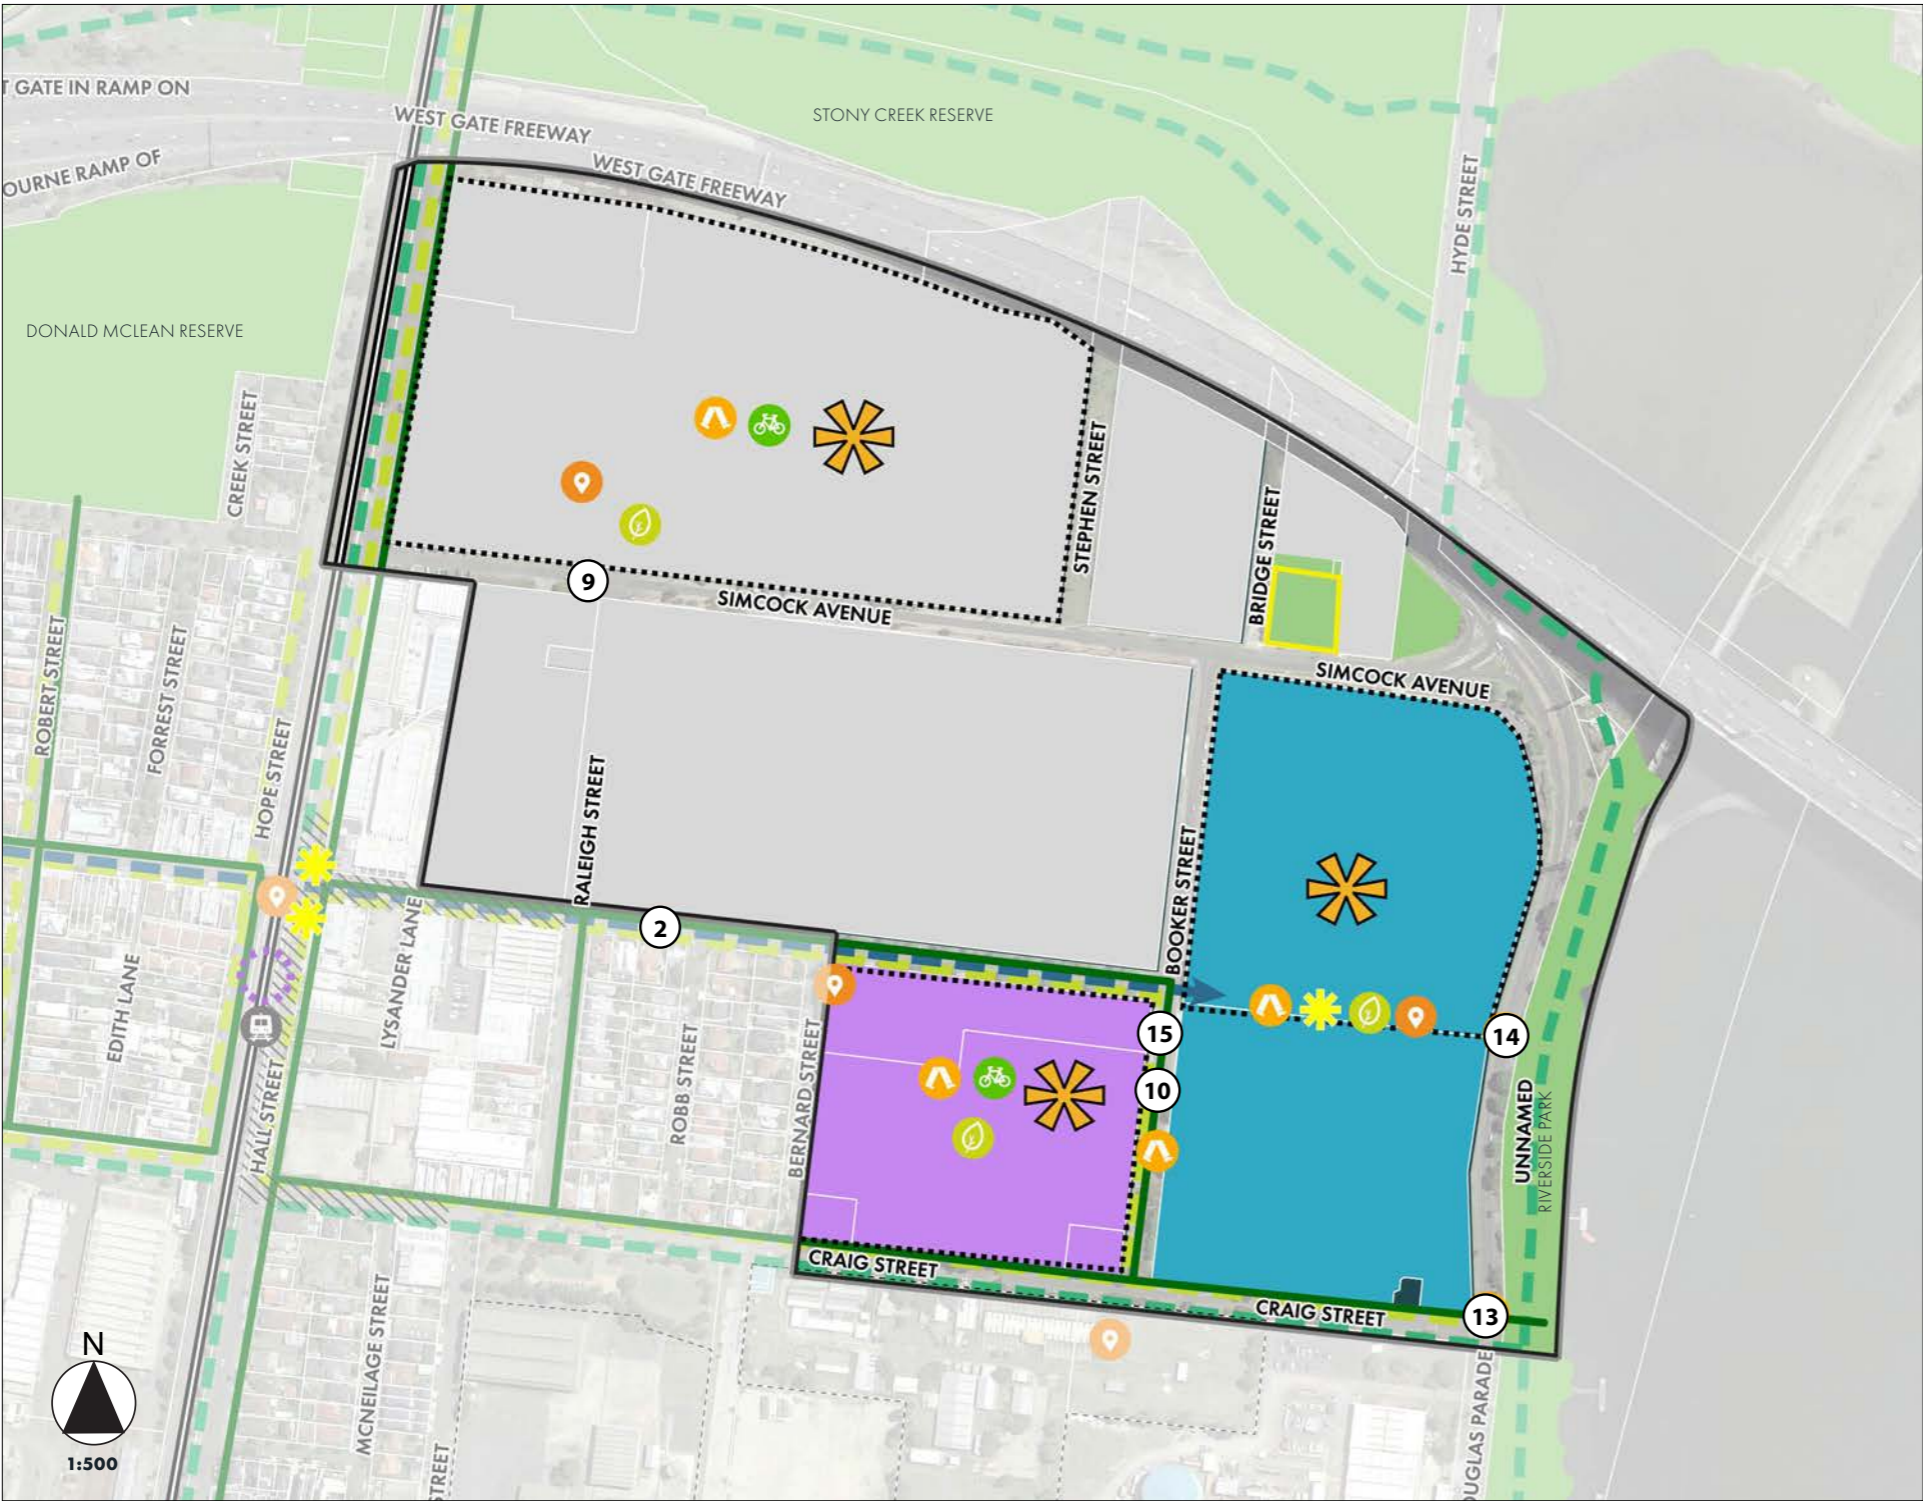 T GATE IN RAMP ON
WEST GATE FREEWAY
STONY CREEK RESERVE
OURNE RAMP OF
WEST GATE FREEWAY
HYDE STREET
DONALD MCLEAN RESERVE
CREEK STREET
STEPHEN STREET
BRIDGE STREET
9
SIMCOCK AVENUE
ROBERT STREET
FORREST STREET
SIMCOCK AVENUE
HOPE STREET
RALEIGH STREET
BOOKER STREET
2
LYSANDER LANE
EDITH LANE
15
14
ROBB STREET
BERNARD STREET
10
HALL STREET
UNNAMED
RIVERSIDE PARK
CRAIG STREET
CRAIG STREET
13
MCNEILAGE STREET
N
1:500
STREET
OUGLAS PARADE